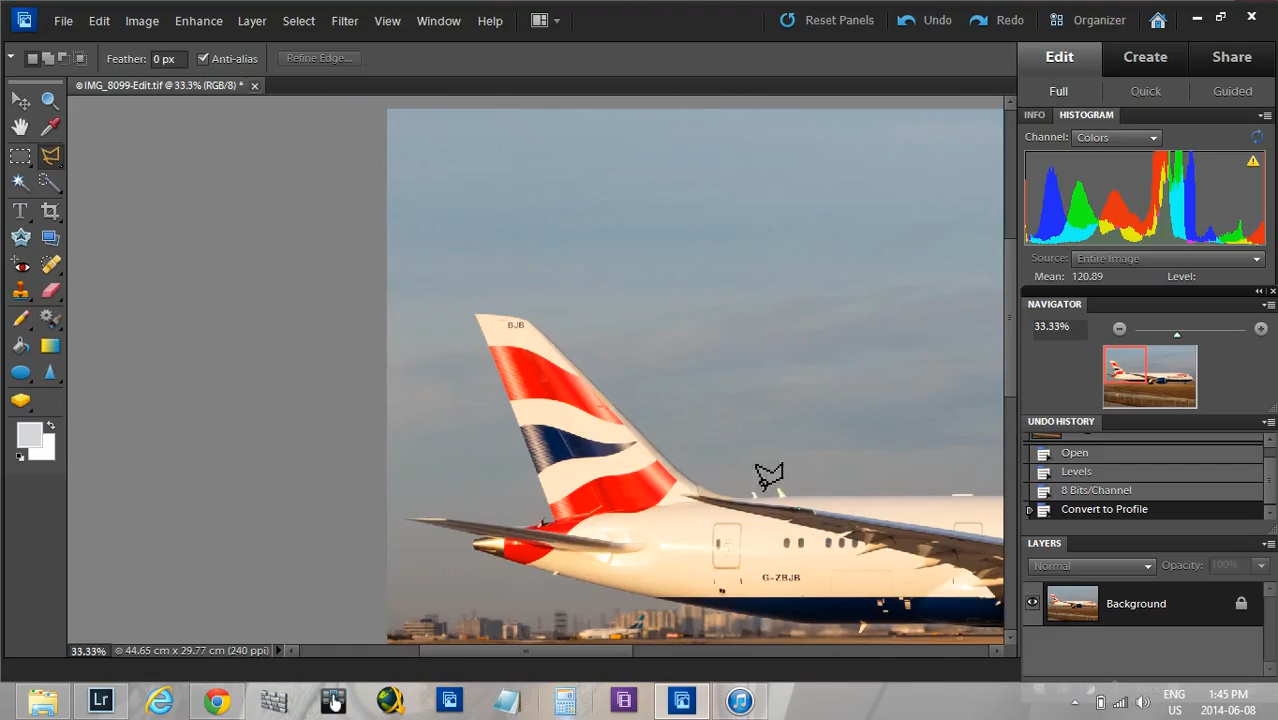 File Edit Image Enhance Layer Select Filter View Window Help
Reset Panels Undo Redo Organizer
Feather: 0 px Anti-alias Refine Edge...
Edit Create Share
©IMG_8099-Edit.tif @ 33.3% (RGB/8) *
Full Quick Guided
INFO HISTOGRAM
Channel: Colors
Source: Entire Image
Mean: 120.89 Level:
NAVIGATOR
33.33%
UNDO HISTORY
Open
Levels
8 Bits/Channel
Convert to Profile
LAYERS
Normal Opacity: 100%
Background
BJB
G-ZBJB
33.33% © 44.65 cm x 29.77 cm (240 ppi)
Lr
ENG 1:45 PM
US 2014-06-08